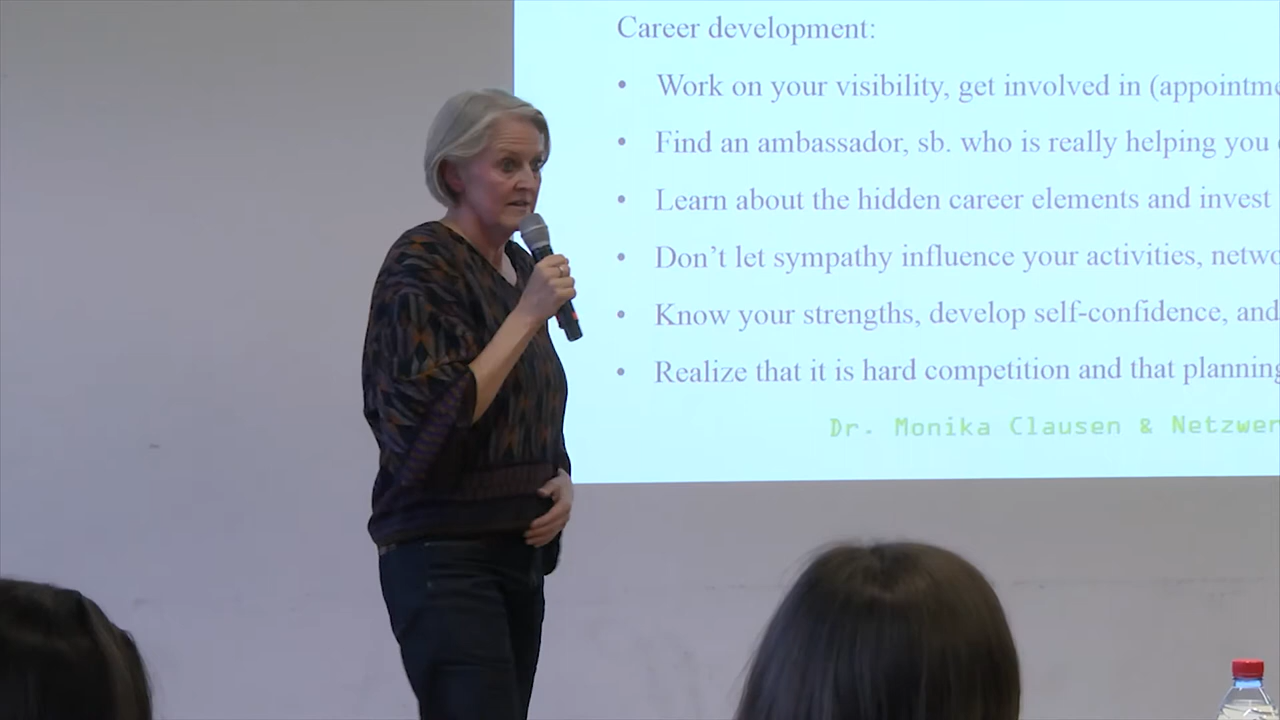 Career development:
• Work on your visibility, get involved in (appointme
• Find an ambassador, sb. who is really helping you
• Learn about the hidden career elements and invest
• Don't let sympathy influence your activities, netwo
• Know your strengths, develop self-confidence, and
• Realize that it is hard competition and that planning
Dr. Monika Clausen & Netzwer